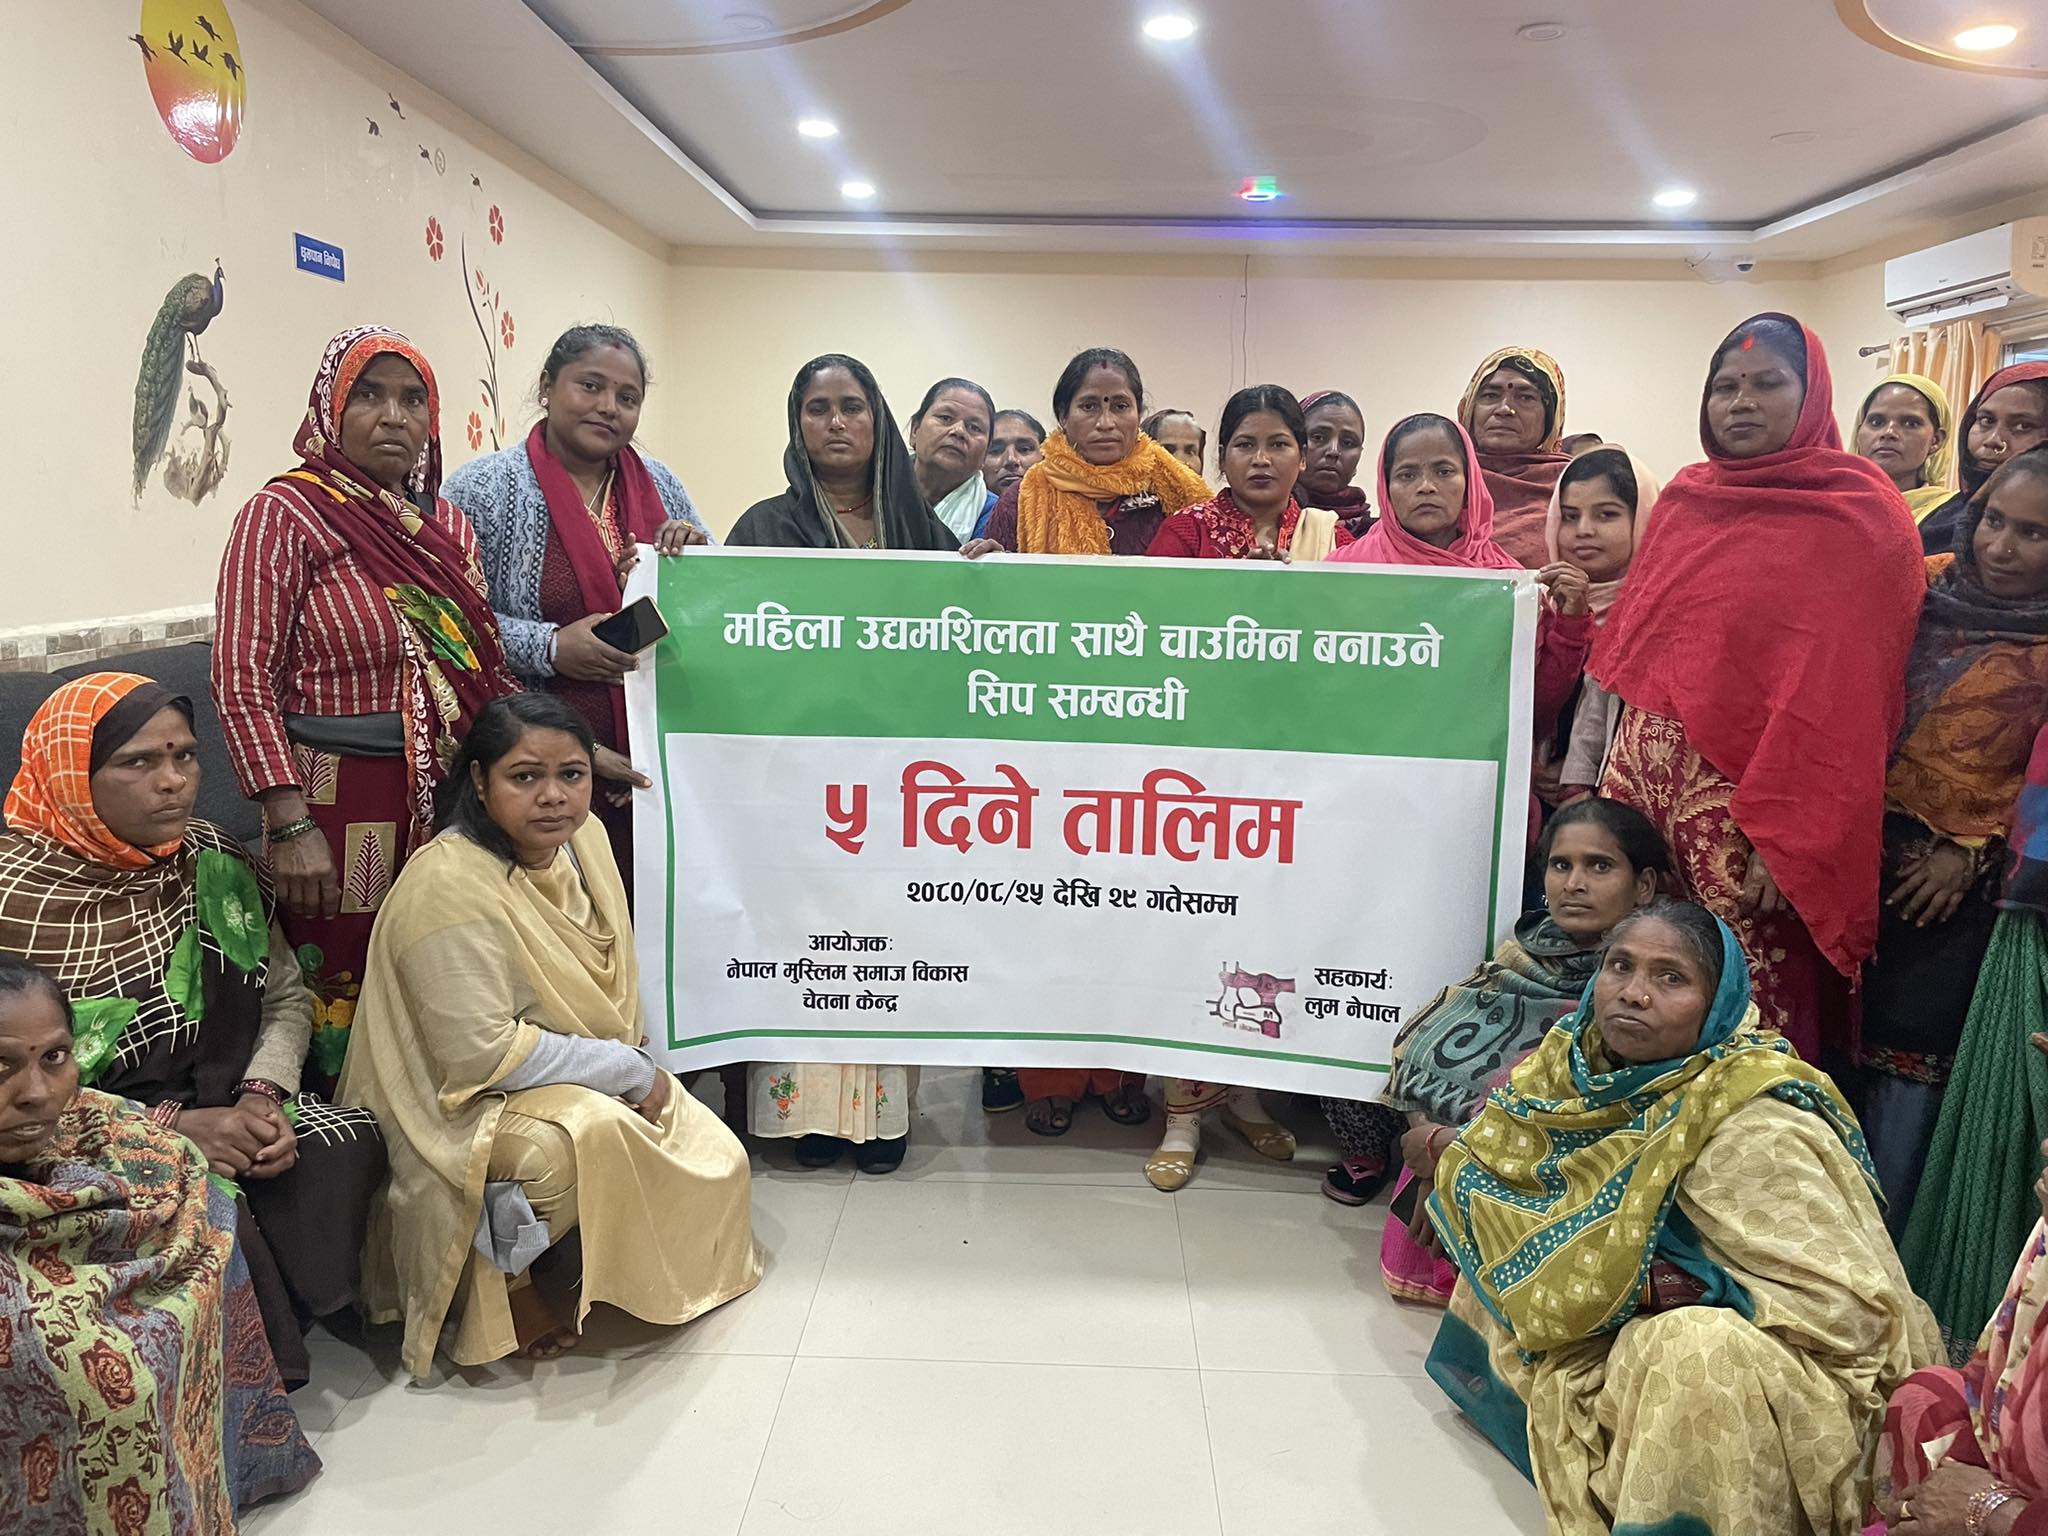 धुम्रपान निषेध
महिला उद्यमशिलता साथै चाउमिन बनाउने
सिप सम्बन्धी
५ दिने तालिम
२०८०/०८/२५ देखि २९ गतेसम्म
आयोजकः
नेपाल मुस्लिम समाज विकास
चेतना केन्द्र
सहकार्यः
लुम नेपाल